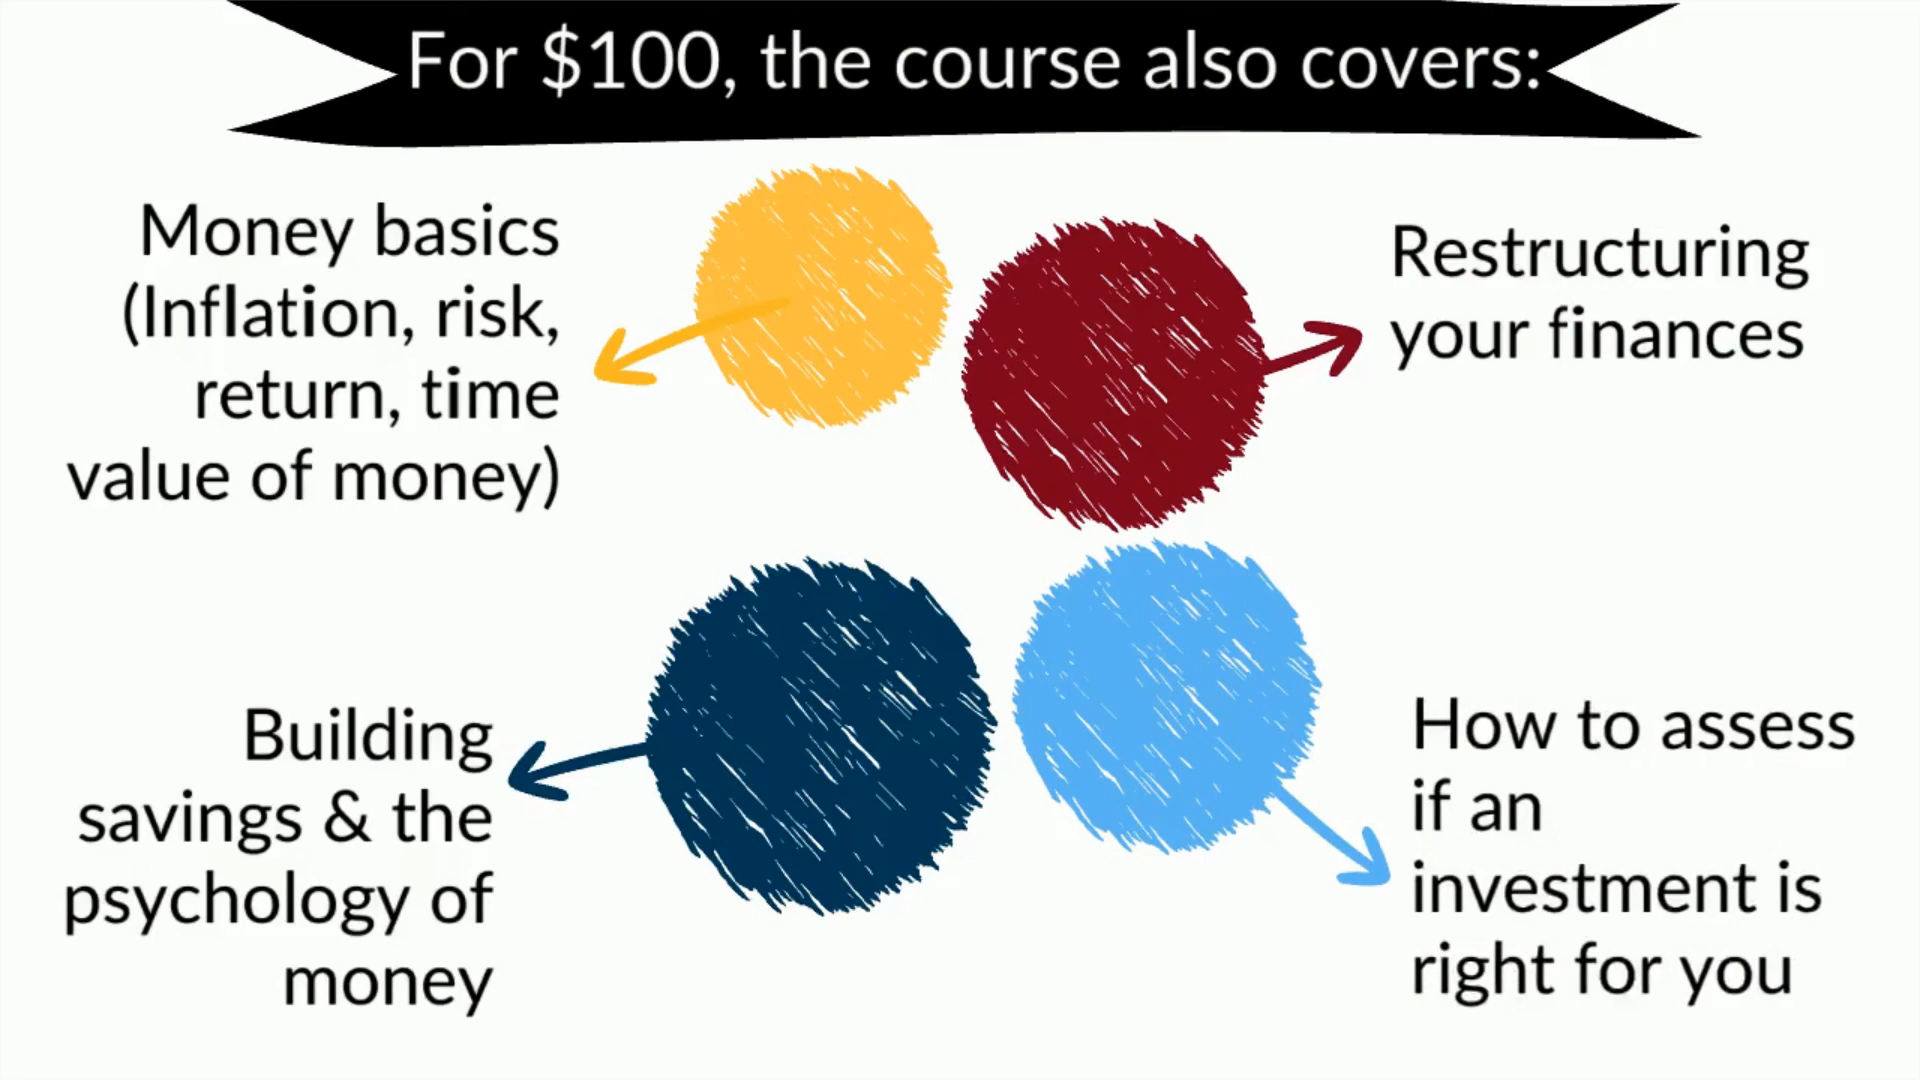 For $100, the course also covers:
Money basics
(Inflation, risk,
return, time
value of money)
Restructuring
your finances
Building
savings & the
psychology of
money
How to assess
if an
investment is
right for you